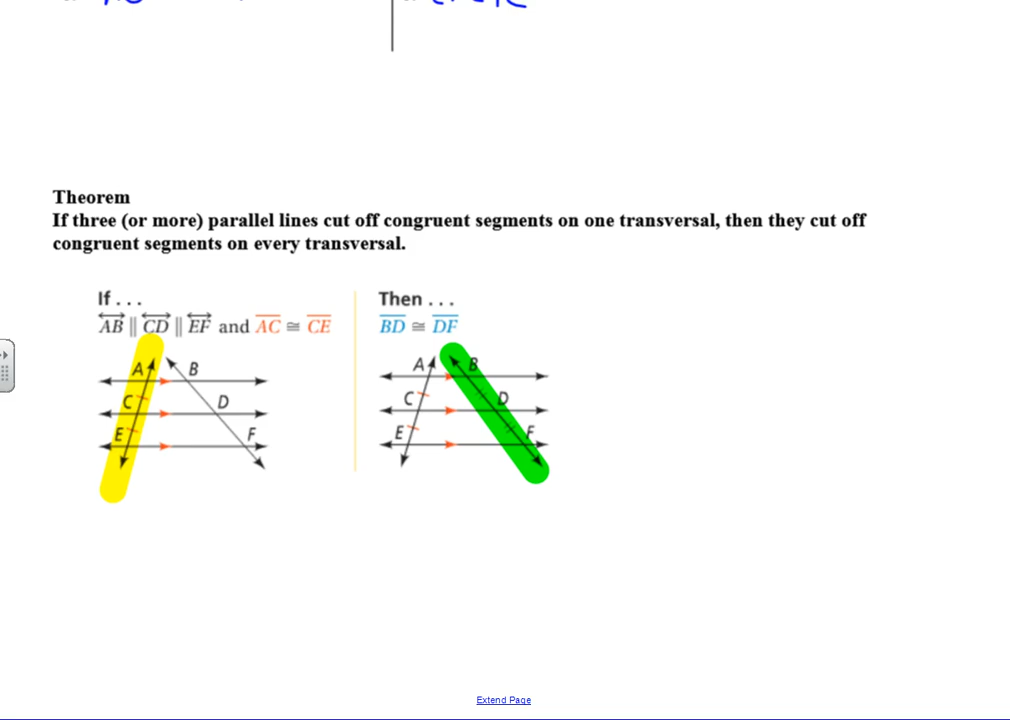 Theorem
If three (or more) parallel lines cut off congruent segments on one transversal, then they cut off
congruent segments on every transversal.
If . . .
AB || CD || EF and AC ≅ CE
Then . . .
BD ≅ DF
A B
C D
E F
A B
C D
E F
Extend Page